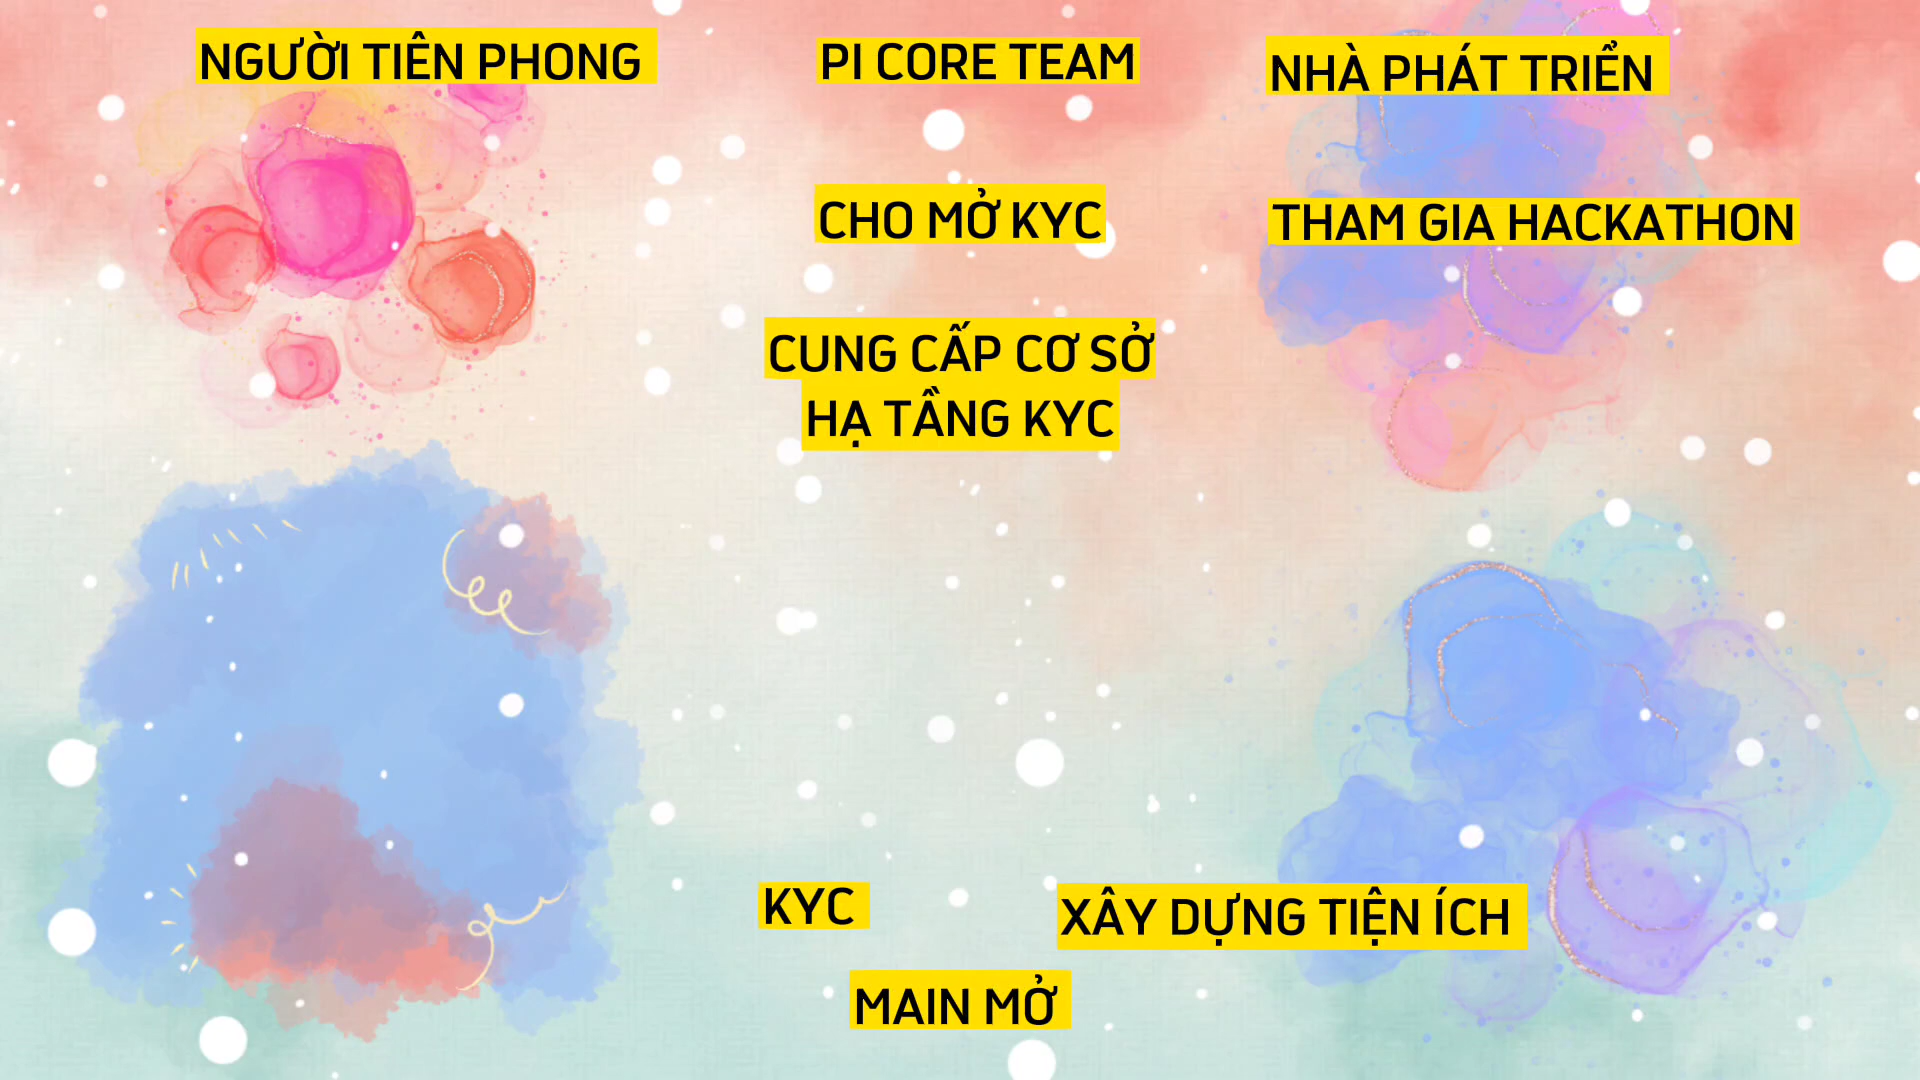 NGƯỜI TIÊN PHONG
PI CORE TEAM
NHÀ PHÁT TRIỂN
CHO MỞ KYC
THAM GIA HACKATHON
CUNG CẤP CƠ SỞ
HẠ TẦNG KYC
KYC
XÂY DỰNG TIỆN ÍCH
MAIN MỞ